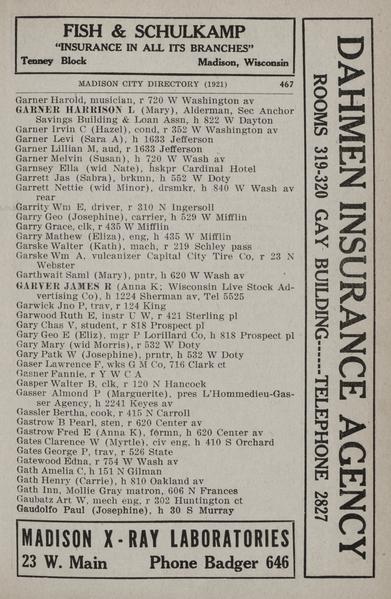 FISH & SCHULKAMP
"INSURANCE IN ALL ITS BRANCHES"
Tenney Block Madison, Wisconsin
MADISON CITY DIRECTORY (1921) 467
Garner Harold, musician, r 720 W Washington av
GARNER HARRISON L (Mary), Alderman, Sec Anchor
Savings Building & Loan Assn, h 822 W Dayton
Garner Irvin C (Hazel), cond, r 352 W Washington av
Garner Levi (Sara A), h 1633 Jefferson
Garner Lillian M, aud, r 1633 Jefferson
Garner Melvin (Susan), h 720 W Wash av
Garnsey Ella (wid Nate), hskpr Cardinal Hotel
Garrett Jas (Sabra), brkmn, h 552 W Doty
Garrett Nettie (wid Minor), drsmkr, h 840 W Wash av
rear
Garrity Wm E, driver, r 310 N Ingersoll
Garry Geo (Josephine), carrier, h 529 W Mifflin
Garry Grace, clk, r 435 W Mifflin
Garry Mathew (Eliza), eng, h 435 W Mifflin
Garske Walter (Kath), mach, r 219 Schley pass
Garske Wm A, vulcanizer Capital City Tire Co, r 23 N
Webster
Garthwait Saml (Mary), pntr, h 620 W Wash av
GARVER JAMES R (Anna K; Wisconsin Live Stock Ad-
vertising Co), h 1224 Sherman av, Tel 5525
Garwick Jno P, trav, r 124 King
Garwood Ruth E, instr U W, r 421 Sterling pl
Gary Chas V, student, r 818 Prospect pl
Gary Geo E (Eliz), mgr P Lorillard Co, h 818 Prospect pl
Gary Mary (wid Morris), r 532 W Doty
Gary Patk W (Josephine), prntr, h 532 W Doty
Gaser Lawrence F, wks G M Co, 716 Clark ct
Gasner Fannie, r Y W C A
Gasper Walter B, clk, r 120 N Hancock
Gasser Almond P (Marguerite), pres L'Hommedieu-Gas-
ser Agency, h 2241 Keyes av
Gassler Bertha, cook, r 415 N Carroll
Gastrow B Pearl, sten, r 620 Center av
Gastrow Fred E (Anna K), formn, h 620 Center av
Gates Clarence W (Myrtle), civ eng, h 410 S Orchard
Gates George P, trav, r 526 State
Gatewood Edna, r 754 W Wash av
Gath Amelia C, h 151 N Gilman
Gath Henry (Carrie), h 810 Oakland av
Gath Inn, Mollie Gray matron, 606 N Frances
Gaubatz Art W, mech eng, r 302 Huntington ct
Gaudolfo Paul (Josephine), h 30 S Murray
MADISON X-RAY LABORATORIES
23 W. Main Phone Badger 646
DAHMEN INSURANCE AGENCY
ROOMS 319-320 GAY BUILDING------TELEPHONE 2827